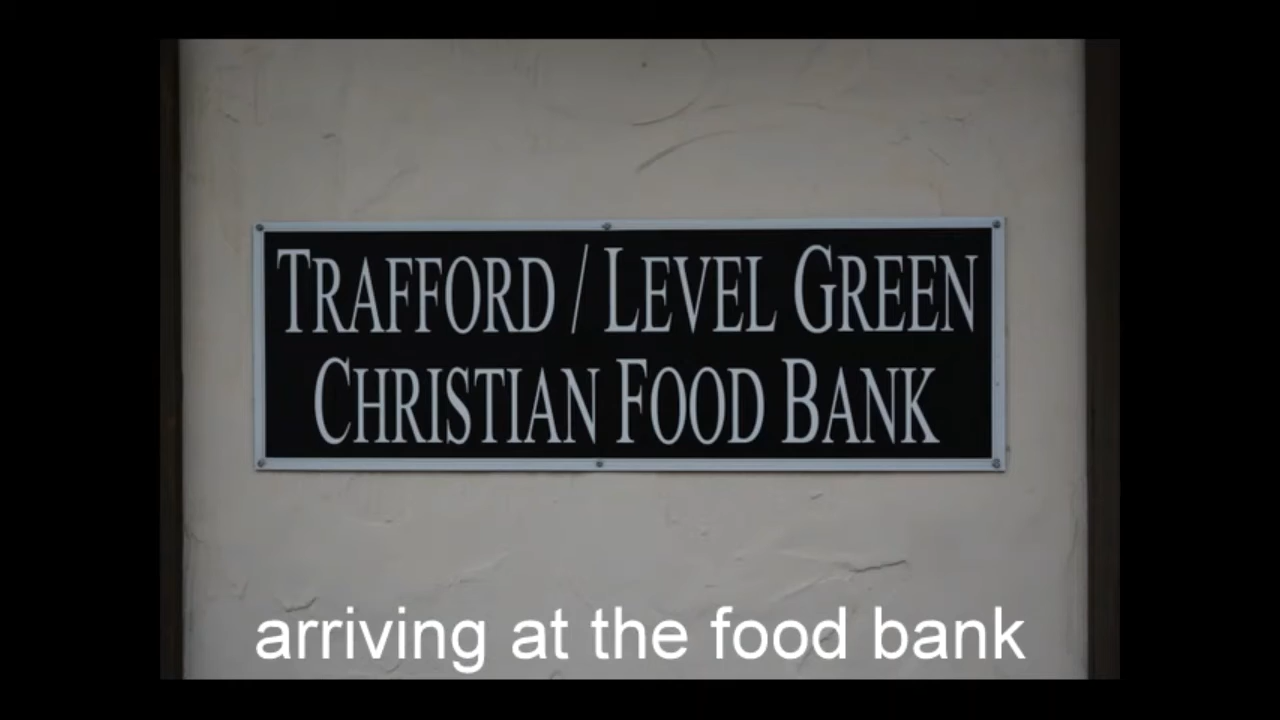 TRAFFORD / LEVEL GREEN
CHRISTIAN FOOD BANK
arriving at the food bank